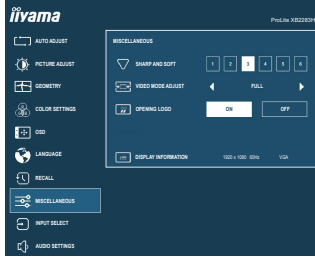 iiyama
ProLite XB2283H
AUTO ADJUST
PICTURE ADJUST
GEOMETRY
COLOR SETTINGS
OSD
LANGUAGE
RECALL
MISCELLANEOUS
INPUT SELECT
AUDIO SETTINGS
MISCELLANEOUS
SHARP AND SOFT
1 2 3 4 5 6
VIDEO MODE ADJUST
FULL
OPENING LOGO
ON OFF
DISPLAY INFORMATION
1920 x 1080 60Hz VGA